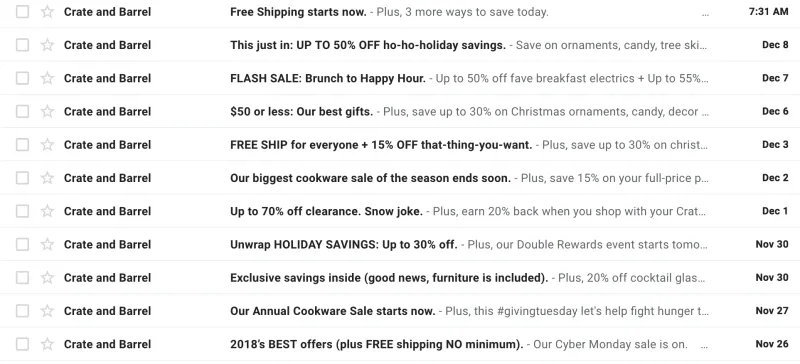 Crate and Barrel Free Shipping starts now. - Plus, 3 more ways to save today. ... 7:31 AM
Crate and Barrel This just in: UP TO 50% OFF ho-ho-holiday savings. - Save on ornaments, candy, tree ski... Dec 8
Crate and Barrel FLASH SALE: Brunch to Happy Hour. - Up to 50% off fave breakfast electrics + Up to 55%... Dec 7
Crate and Barrel $50 or less: Our best gifts. - Plus, save up to 30% on Christmas ornaments, candy, decor ... Dec 6
Crate and Barrel FREE SHIP for everyone + 15% OFF that-thing-you-want. - Plus, save up to 30% on christ... Dec 3
Crate and Barrel Our biggest cookware sale of the season ends soon. - Plus, save 15% on your full-price p... Dec 2
Crate and Barrel Up to 70% off clearance. Snow joke. - Plus, earn 20% back when you shop with your Crat... Dec 1
Crate and Barrel Unwrap HOLIDAY SAVINGS: Up to 30% off. - Plus, our Double Rewards event starts tomo... Nov 30
Crate and Barrel Exclusive savings inside (good news, furniture is included). - Plus, 20% off cocktail glas... Nov 30
Crate and Barrel Our Annual Cookware Sale starts now. - Plus, this #givingtuesday let's help fight hunger t... Nov 27
Crate and Barrel 2018's BEST offers (plus FREE shipping NO minimum). - Our Cyber Monday sale is on. ... Nov 26